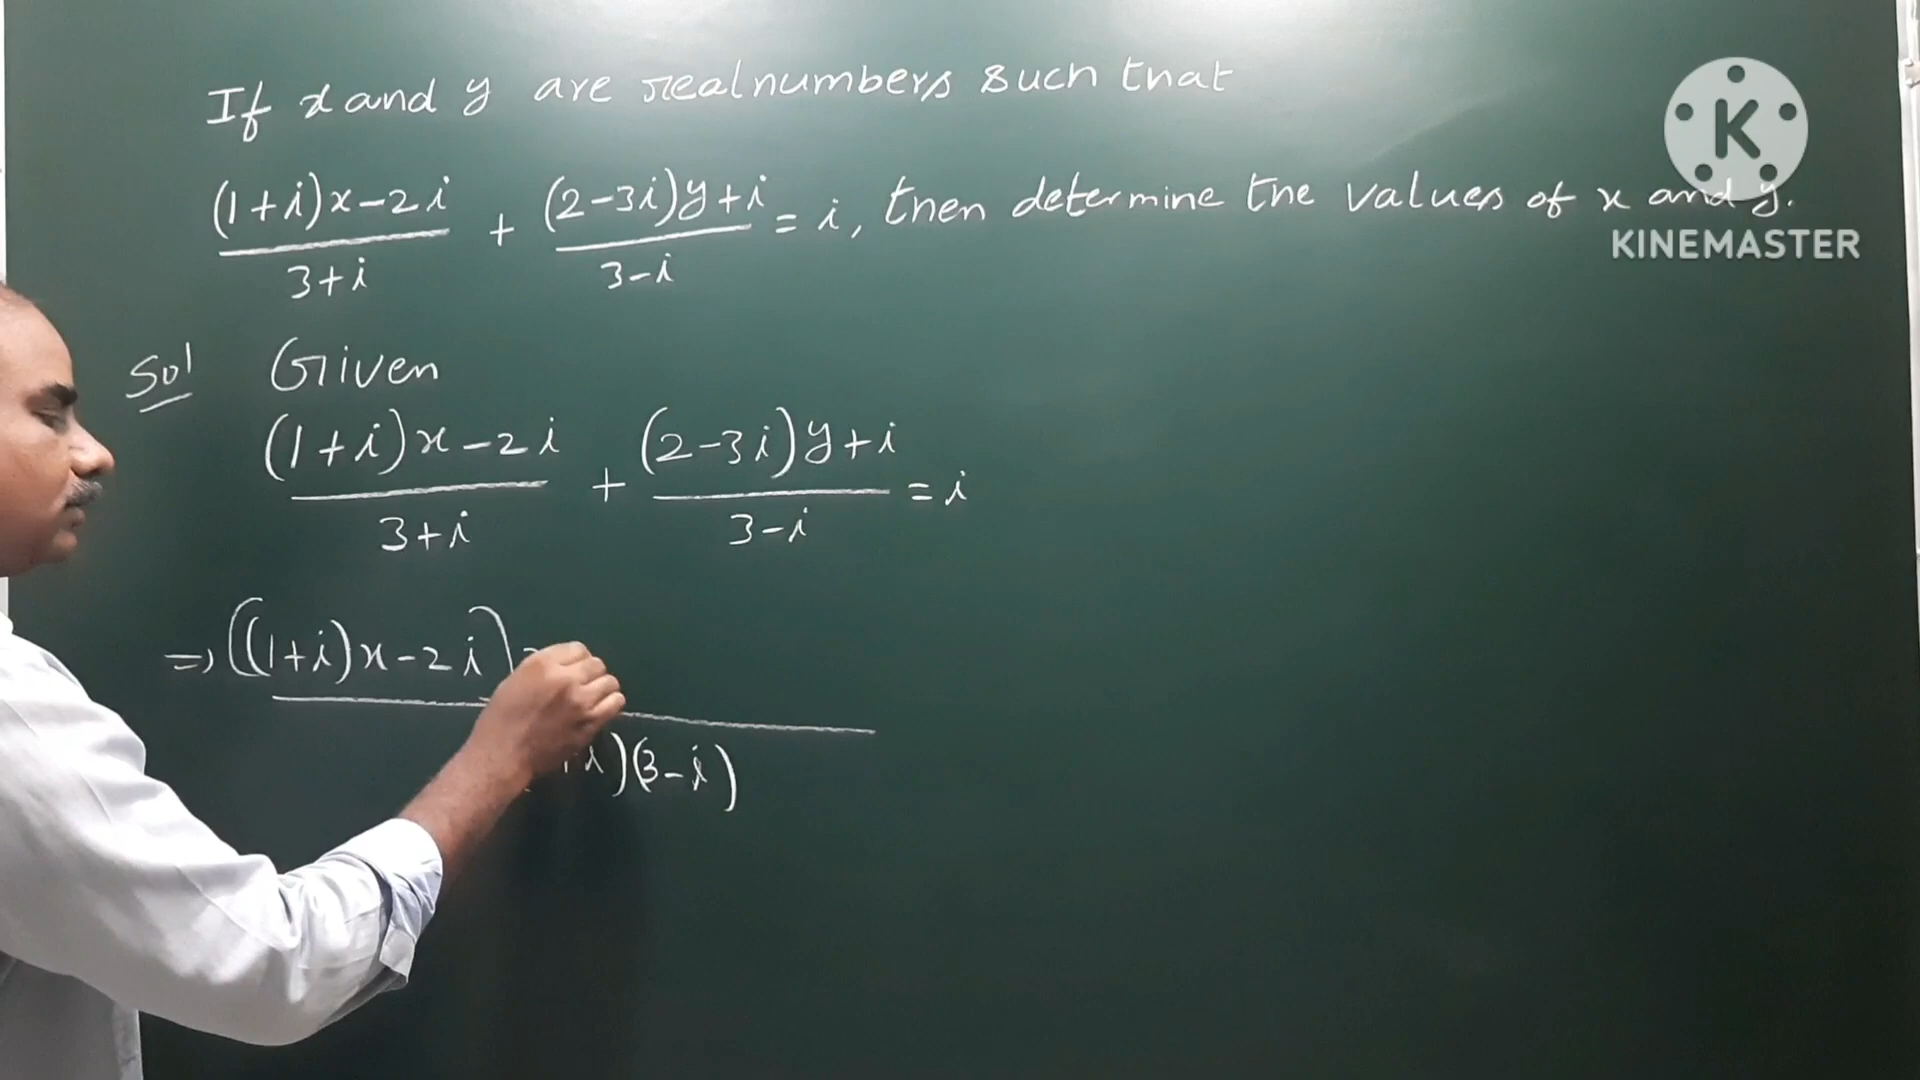 If x and y are real numbers such that
K
(1+i)x-2i / 3+i + (2-3i)y+i / 3-i = i, then determine the values of x and y.
KINEMASTER
Sol Given
(1+i)x-2i / 3+i + (2-3i)y+i / 3-i = i
=> ((1+i)x-2i)
i)(3-i)